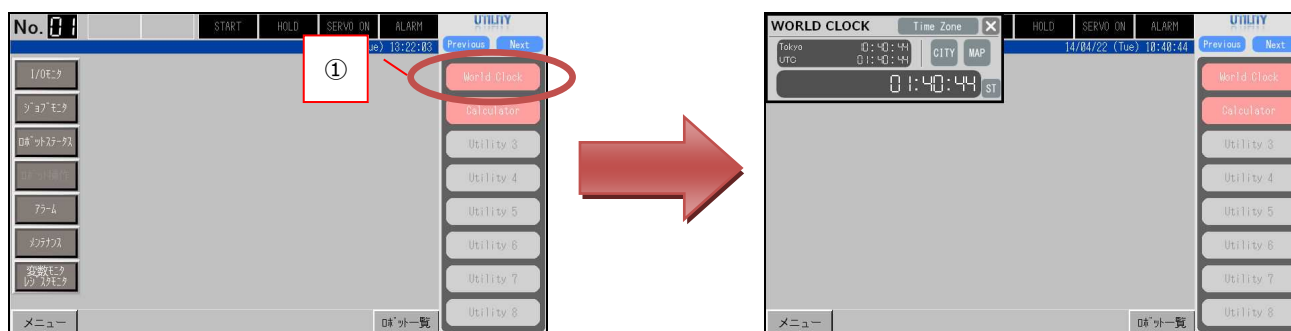 No. 01
START
HOLD
SERVO ON
ALARM
UTILITY
ue) 13:22:03
Previous
Next
①
I/Oモニタ
ジョブモニタ
ロボットステータス
アラーム
メンテナンス
変数モニタ
レジスタモニタ
World Clock
Calculator
Utility 3
Utility 4
Utility 5
Utility 6
Utility 7
Utility 8
メニュー
ロボット一覧
WORLD CLOCK
Time Zone
X
HOLD
SERVO ON
ALARM
UTILITY
Tokyo 10:40:44
UTC 01:40:44
CITY
MAP
01:40:44
ST
14/04/22 (Tue) 10:40:44
Previous
Next
World Clock
Calculator
Utility 3
Utility 4
Utility 5
Utility 6
Utility 7
Utility 8
メニュー
ロボット一覧